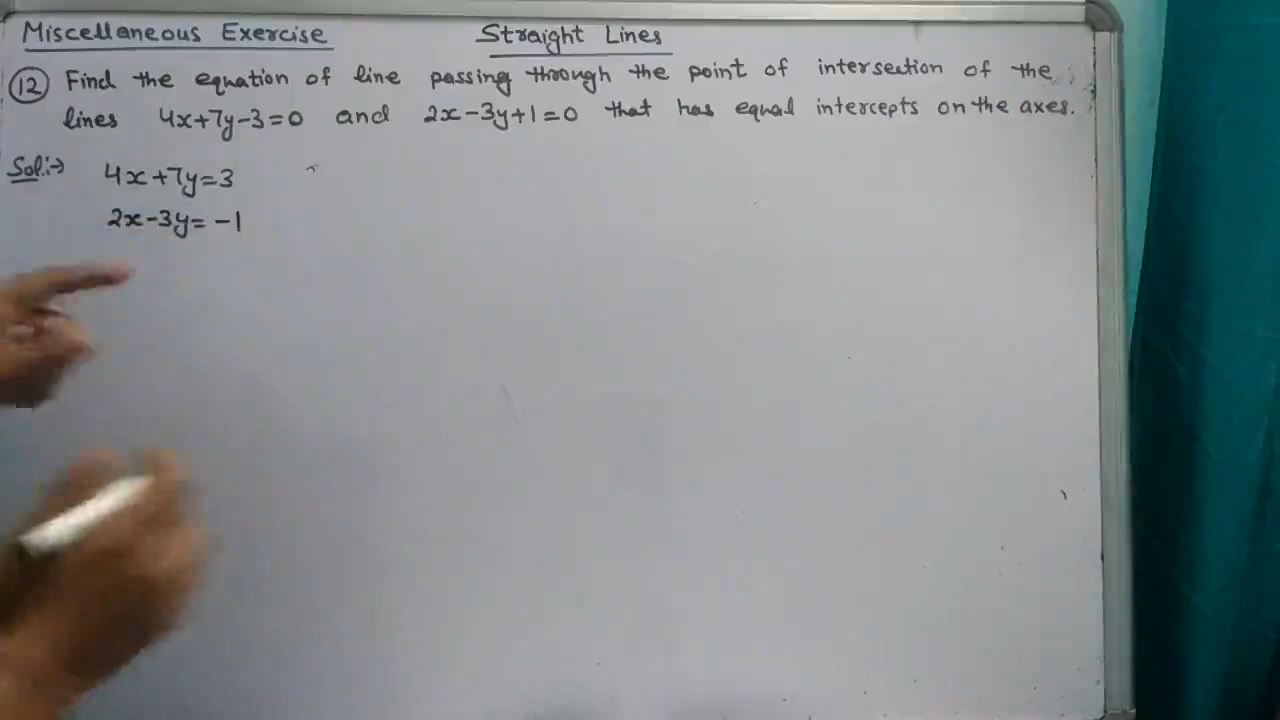 Miscellaneous Exercise Straight Lines
12 Find the equation of line passing through the point of intersection of the
lines 4x+7y-3=0 and 2x-3y+1=0 that has equal intercepts on the axes.
Sol:→ 4x+7y=3
2x-3y= -1